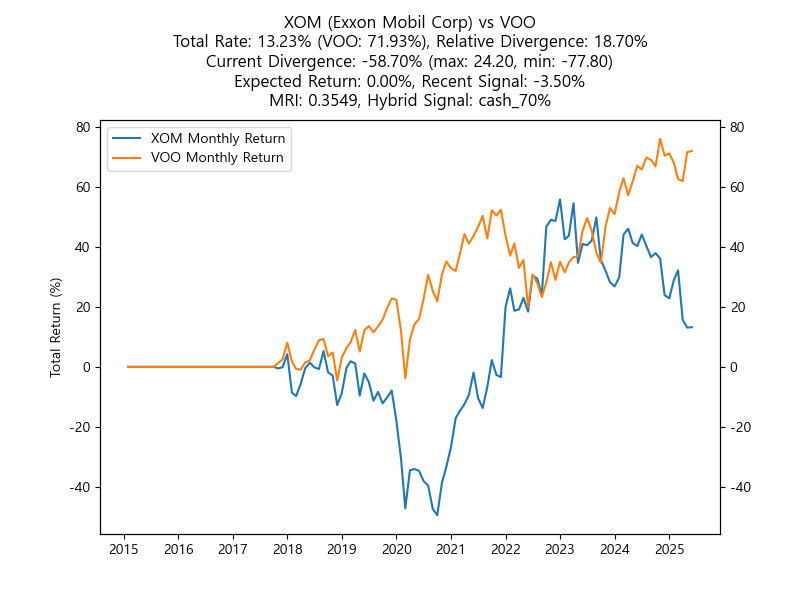 XOM (Exxon Mobil Corp) vs VOO
Total Rate: 13.23% (VOO: 71.93%), Relative Divergence: 18.70%
Current Divergence: -58.70% (max: 24.20, min: -77.80)
Expected Return: 0.00%, Recent Signal: -3.50%
MRI: 0.3549, Hybrid Signal: cash_70%
XOM Monthly Return
VOO Monthly Return
Total Return (%)
80
60
40
20
0
-20
-40
80
60
40
20
0
-20
-40
2015 2016 2017 2018 2019 2020 2021 2022 2023 2024 2025